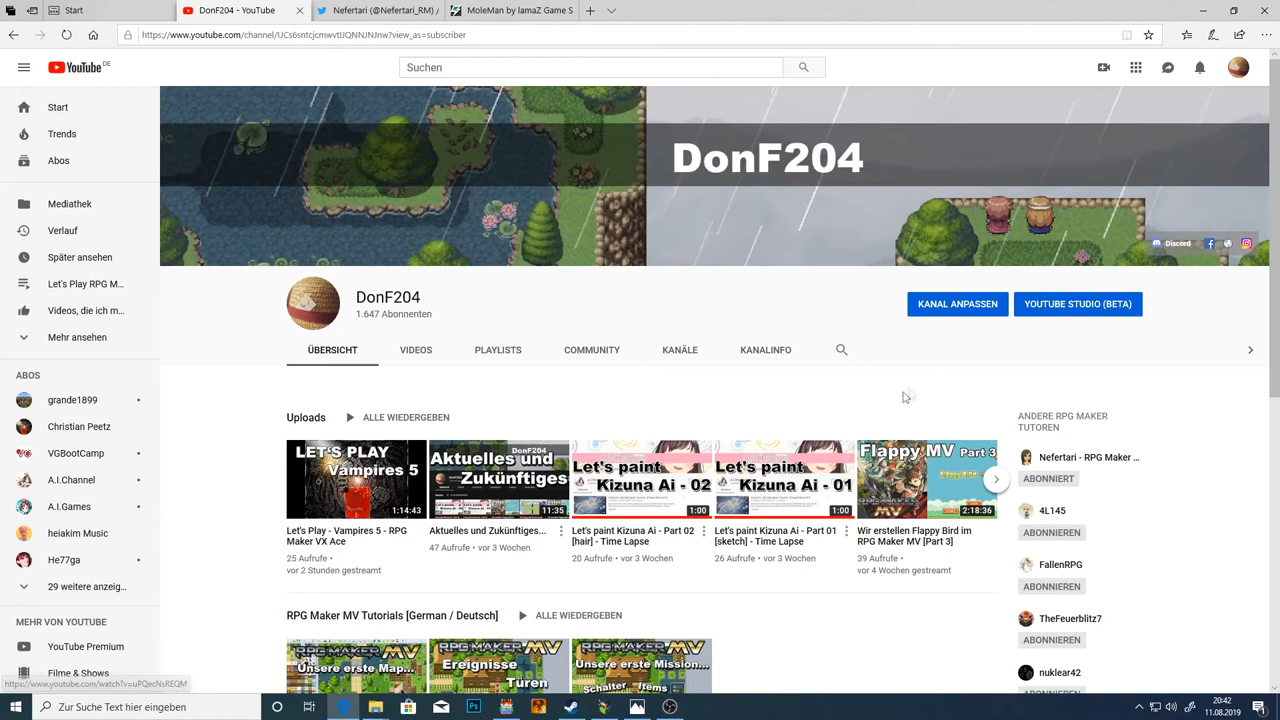 Start
DonF204 - YouTube
Nefertari (@Nefertari_RM) /
MoleMan by lamaZ Game S
https://www.youtube.com/channel/UCs6sntcjcmwvtIJQNNJNJnw?view_as=subscriber
YouTube DE
Suchen
Start
Trends
Abos
Mediathek
Verlauf
Später ansehen
Let's Play RPG M...
Videos, die ich m...
Mehr ansehen
ABOS
grande1899
Christian Peetz
VGBootCamp
A.I.Channel
A.I.Games
heiakim Music
He77ga
29 weitere anzeig...
MEHR VON YOUTUBE
YouTube Premium
Filme & Shows
https://www.youtube.com/watch?v=uPQecNsREQM
DonF204
Discord
DonF204
1.647 Abonnenten
KANAL ANPASSEN
YOUTUBE STUDIO (BETA)
ÜBERSICHT
VIDEOS
PLAYLISTS
COMMUNITY
KANÄLE
KANALINFO
Uploads
ALLE WIEDERGEBEN
LET'S PLAY
Vampires 5
1:14:43
Let's Play - Vampires 5 - RPG
Maker VX Ace
25 Aufrufe •
vor 2 Stunden gestreamt
DonF204
Aktuelles und
Zukünftiges
11:35
Aktuelles und Zukünftiges...
47 Aufrufe • vor 3 Wochen
Let's paint
Kizuna Ai - 02
1:00
Let's paint Kizuna Ai - Part 02
[hair] - Time Lapse
20 Aufrufe • vor 3 Wochen
Let's paint
Kizuna Ai - 01
1:00
Let's paint Kizuna Ai - Part 01
[sketch] - Time Lapse
26 Aufrufe • vor 3 Wochen
Flappy MV Part 3
2:18:36
Wir erstellen Flappy Bird im
RPG Maker MV [Part 3]
39 Aufrufe •
vor 4 Wochen gestreamt
RPG Maker MV Tutorials [German / Deutsch]
ALLE WIEDERGEBEN
RPG MAKER MV
Unsere erste Map...
RPG MAKER MV
Ereignisse
Türen
RPG MAKER MV
Unsere erste Mission...
Schalter Items
ANDERE RPG MAKER
TUTOREN
Nefertari - RPG Maker ...
ABONNIERT
4L145
ABONNIEREN
FallenRPG
ABONNIEREN
TheFeuerblitz7
ABONNIEREN
nuklear42
ABONNIEREN
Zur Suche Text hier eingeben
20:42
11.08.2019